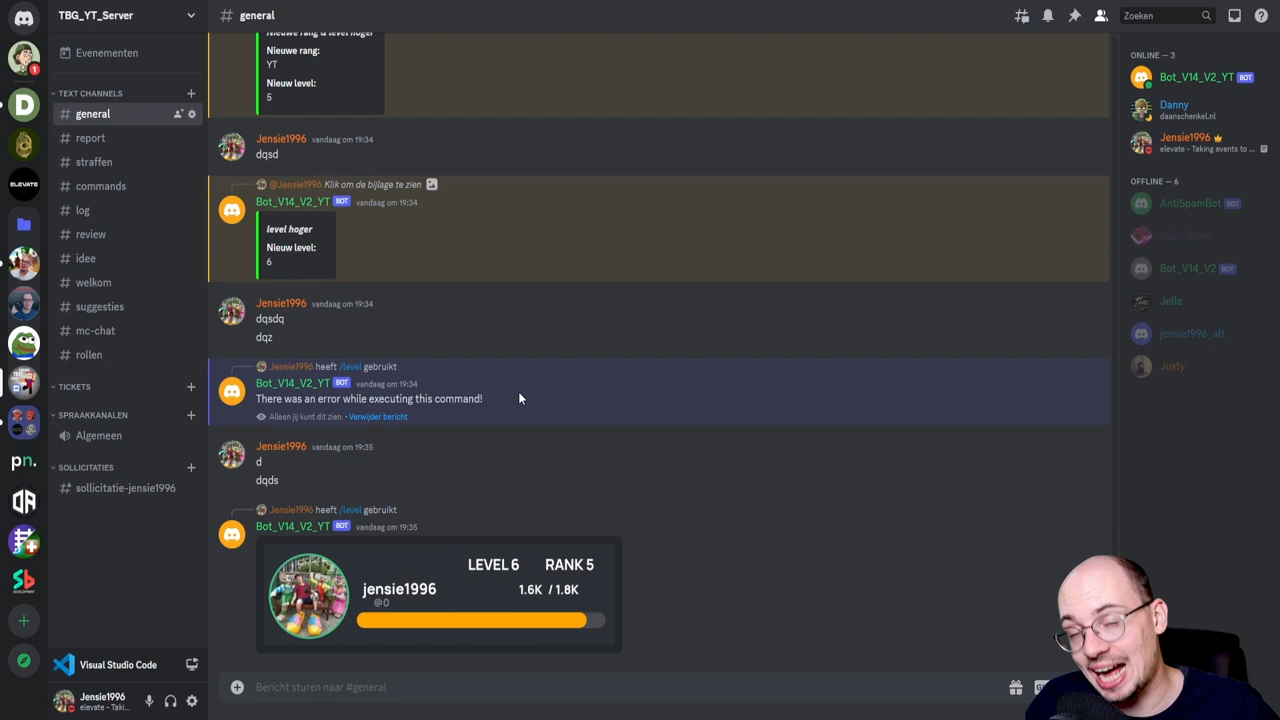 TBG_YT_Server
general
Zoeken
Evenementen
TEXT CHANNELS
general
report
straffen
commands
log
review
idee
welkom
suggesties
mc-chat
rollen
TICKETS
SPRAAKKANALEN
Algemeen
SOLLICITATIES
sollicitatie-jensie1996
Visual Studio Code
Jensie1996
elevate - Taki...
1
D
ELEVATE
pn.
Nieuwe rang & level hoger
Nieuwe rang:
YT
Nieuw level:
5
Jensie1996 vandaag om 19:34
dqsd
@Jensie1996 Klik om de bijlage te zien
Bot_V14_V2_YT BOT vandaag om 19:34
level hoger
Nieuw level:
6
Jensie1996 vandaag om 19:34
dqsdq
dqz
Jensie1996 heeft /level gebruikt
Bot_V14_V2_YT BOT vandaag om 19:34
There was an error while executing this command!
Alleen jij kunt dit zien. • Verwijder bericht
Jensie1996 vandaag om 19:35
d
dqds
Jensie1996 heeft /level gebruikt
Bot_V14_V2_YT BOT vandaag om 19:35
LEVEL 6 RANK 5
jensie1996 1.6K / 1.8K
@0
Bericht sturen naar #general
ONLINE — 3
Bot_V14_V2_YT BOT
Danny
daanschenkel.nl
Jensie1996
elevate - Taking events to ...
OFFLINE — 6
AntiSpamBot BOT
Bot_V14_V2 BOT
Jelle
jensie1996_alt
Justy